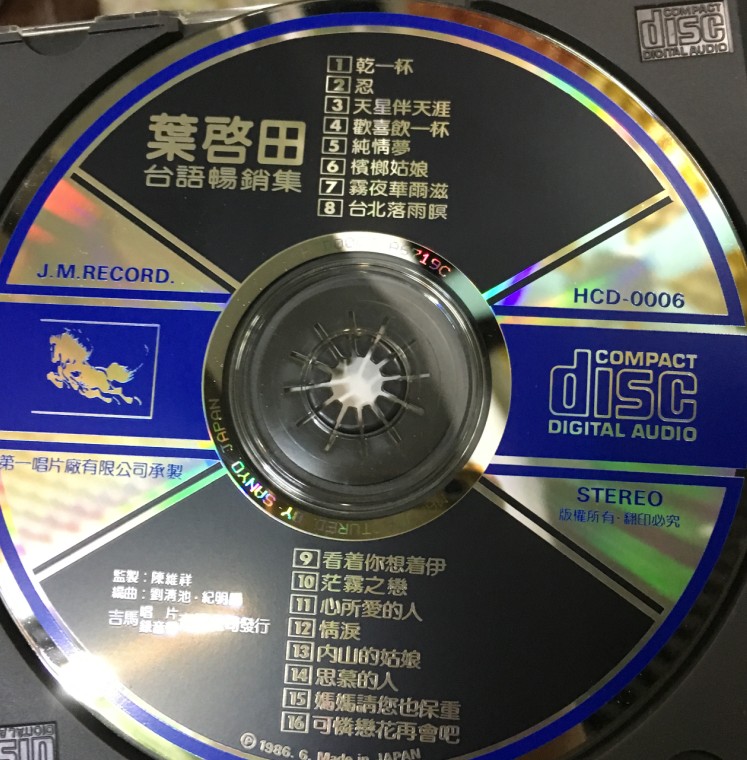 COMPACT
disc
DIGITAL AUDIO
葉啓田
台語暢銷集
1 乾一杯
2 忍
3 天星伴天涯
4 歡喜飲一杯
5 純情夢
6 檳榔姑娘
7 霧夜華爾滋
8 台北落雨暝
J.M.RECORD.
HCD-0006
COMPACT
disc
DIGITAL AUDIO
第一唱片廠有限公司承製
STEREO
版權所有·翻印必究
BY SANYO, JAPAN
監製：陳維祥
編曲：劉清池·紀明
吉馬唱片
發行
9 看着你想着伊
10 茫霧之戀
11 心所愛的人
12 情淚
13 內山的姑娘
14 思慕的人
15 媽媽請您也保重
16 可憐戀花再會吧
Ⓟ 1986. 6. Made in JAPAN